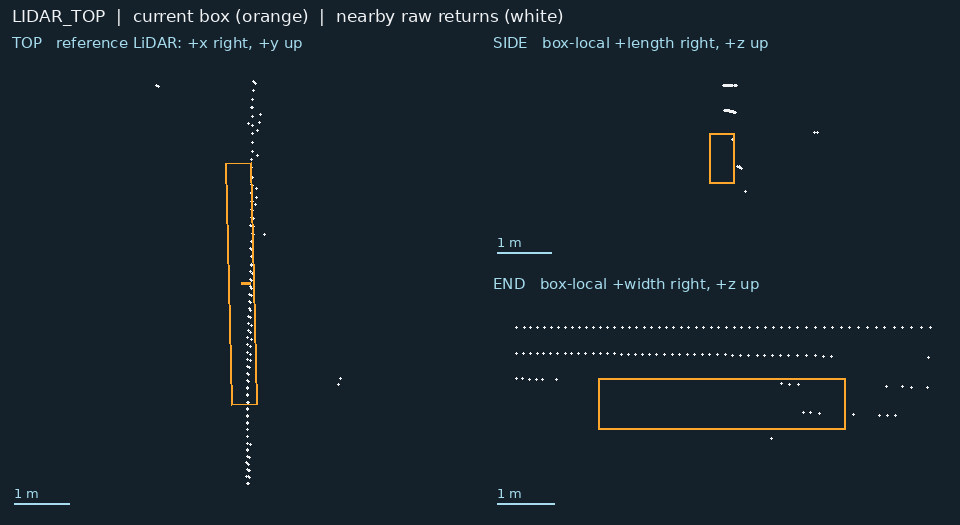 LIDAR_TOP | current box (orange) | nearby raw returns (white)
TOP reference LiDAR: +x right, +y up
SIDE box-local +length right, +z up
1 m
END box-local +width right, +z up
1 m
1 m